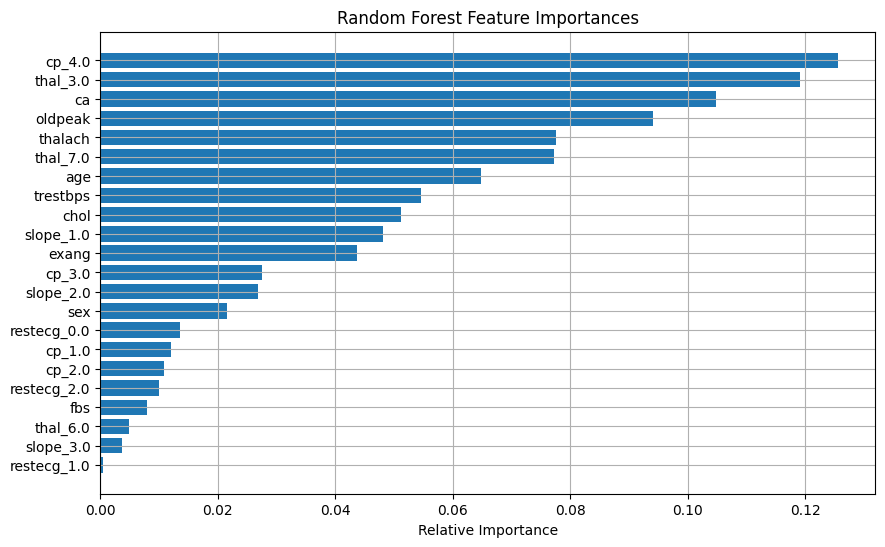 Random Forest Feature Importances
cp_4.0
thal_3.0
ca
oldpeak
thalach
thal_7.0
age
trestbps
chol
slope_1.0
exang
cp_3.0
slope_2.0
sex
restecg_0.0
cp_1.0
cp_2.0
restecg_2.0
fbs
thal_6.0
slope_3.0
restecg_1.0
0.00 0.02 0.04 0.06 0.08 0.10 0.12
Relative Importance